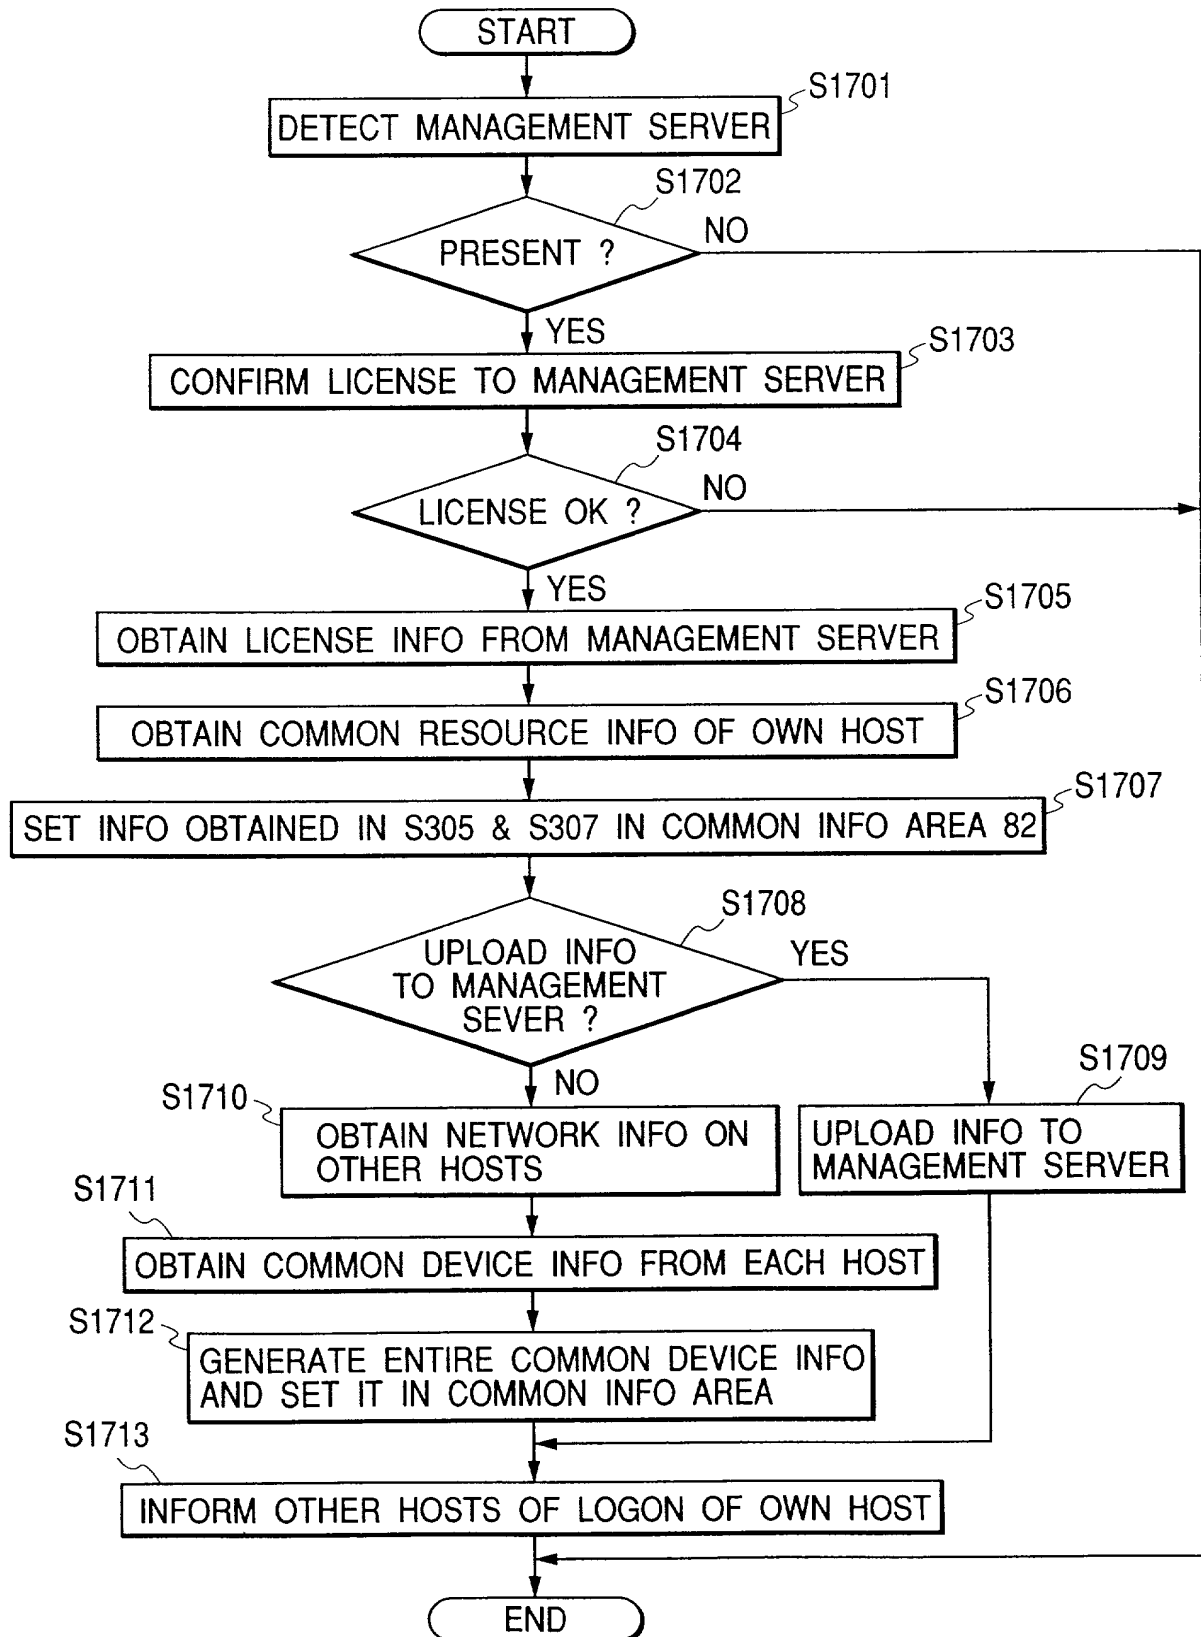 START
S1701
DETECT MANAGEMENT SERVER
S1702
PRESENT ?
NO
YES
S1703
CONFIRM LICENSE TO MANAGEMENT SERVER
S1704
LICENSE OK ?
NO
YES
S1705
OBTAIN LICENSE INFO FROM MANAGEMENT SERVER
S1706
OBTAIN COMMON RESOURCE INFO OF OWN HOST
S1707
SET INFO OBTAINED IN S305 & S307 IN COMMON INFO AREA 82
S1708
UPLOAD INFO
TO MANAGEMENT
SEVER ?
YES
NO
S1709
UPLOAD INFO TO
MANAGEMENT SERVER
S1710
OBTAIN NETWORK INFO ON
OTHER HOSTS
S1711
OBTAIN COMMON DEVICE INFO FROM EACH HOST
S1712
GENERATE ENTIRE COMMON DEVICE INFO
AND SET IT IN COMMON INFO AREA
S1713
INFORM OTHER HOSTS OF LOGON OF OWN HOST
END